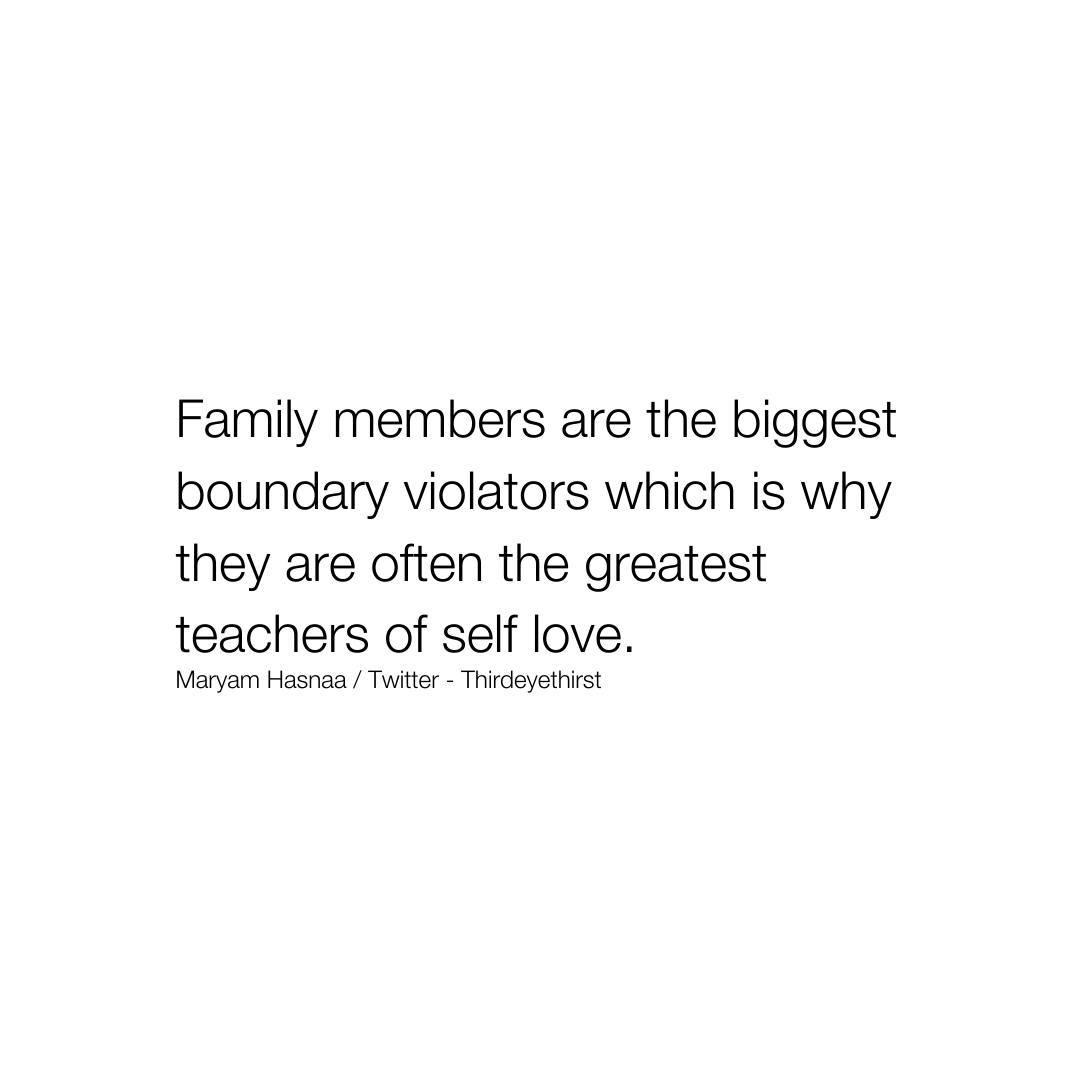 Family members are the biggest
boundary violators which is why
they are often the greatest
teachers of self love.
Maryam Hasnaa / Twitter - Thirdeyethirst